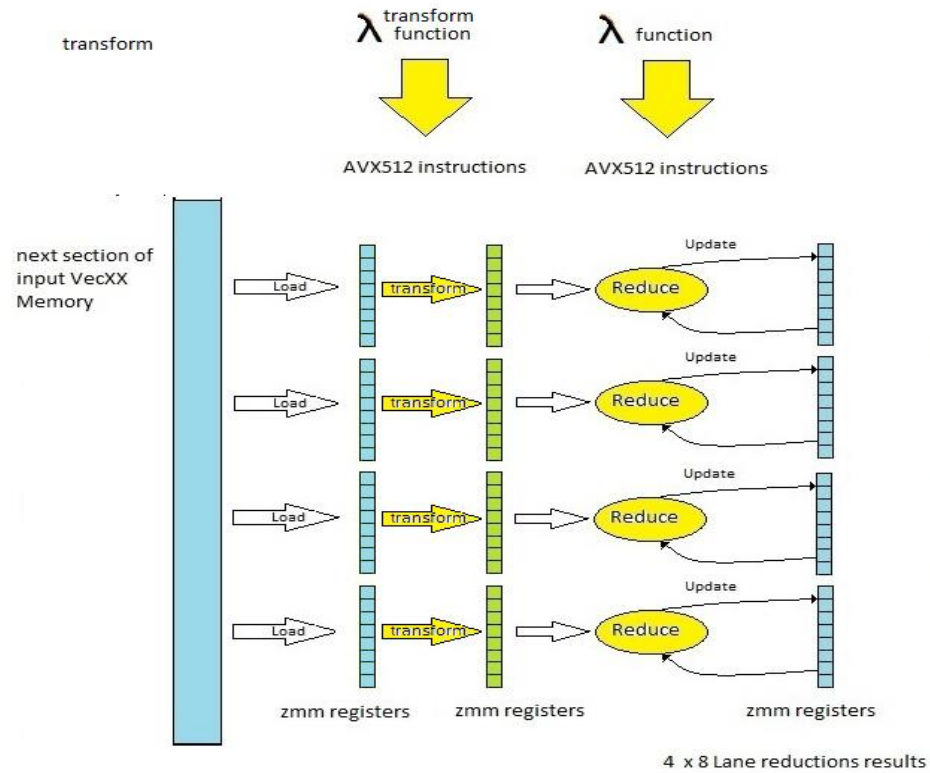 transform
λ transform
function
λ function
AVX512 instructions
AVX512 instructions
next section of
input VecXX
Memory
Load
transform
Reduce
Update
Load
transform
Reduce
Update
Load
transform
Reduce
Update
Load
transform
Reduce
Update
zmm registers
zmm registers
zmm registers
4 x 8 Lane reductions results